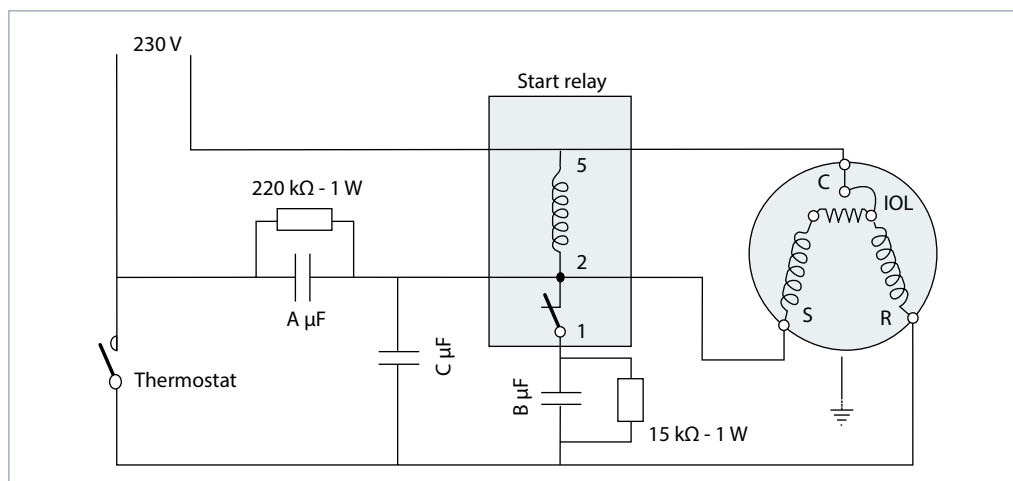 230 V
Start relay
5
220 kΩ - 1 W
C
IOL
2
A µF
S
R
1
C µF
Thermostat
B µF
15 kΩ - 1 W